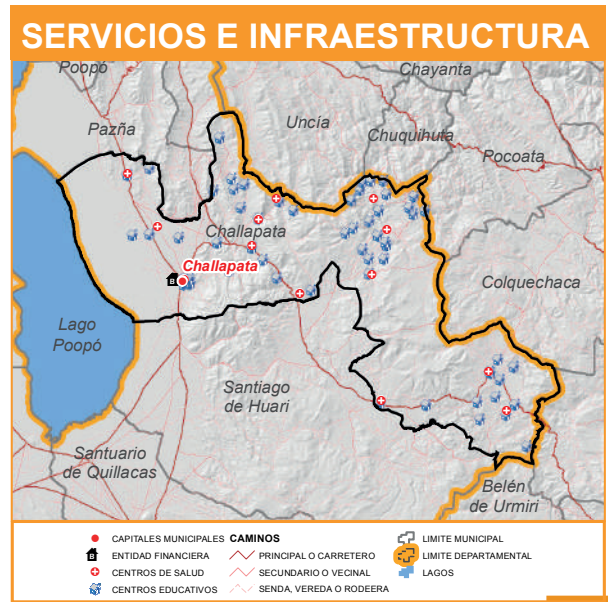 SERVICIOS E INFRAESTRUCTURA
Poopó
Chayanta
Uncía
Pazña
Chuquihuta
Pocoata
Challapata
Challapata
B
Colquechaca
Lago
Poopó
Santiago
de Huari
Santuario
de Quillacas
Belén
de Urmiri
CAPITALES MUNICIPALES
B ENTIDAD FINANCIERA
CENTROS DE SALUD
CENTROS EDUCATIVOS
CAMINOS
PRINCIPAL O CARRETERO
SECUNDARIO O VECINAL
SENDA, VEREDA O RODEERA
LIMITE MUNICIPAL
LIMITE DEPARTAMENTAL
LAGOS